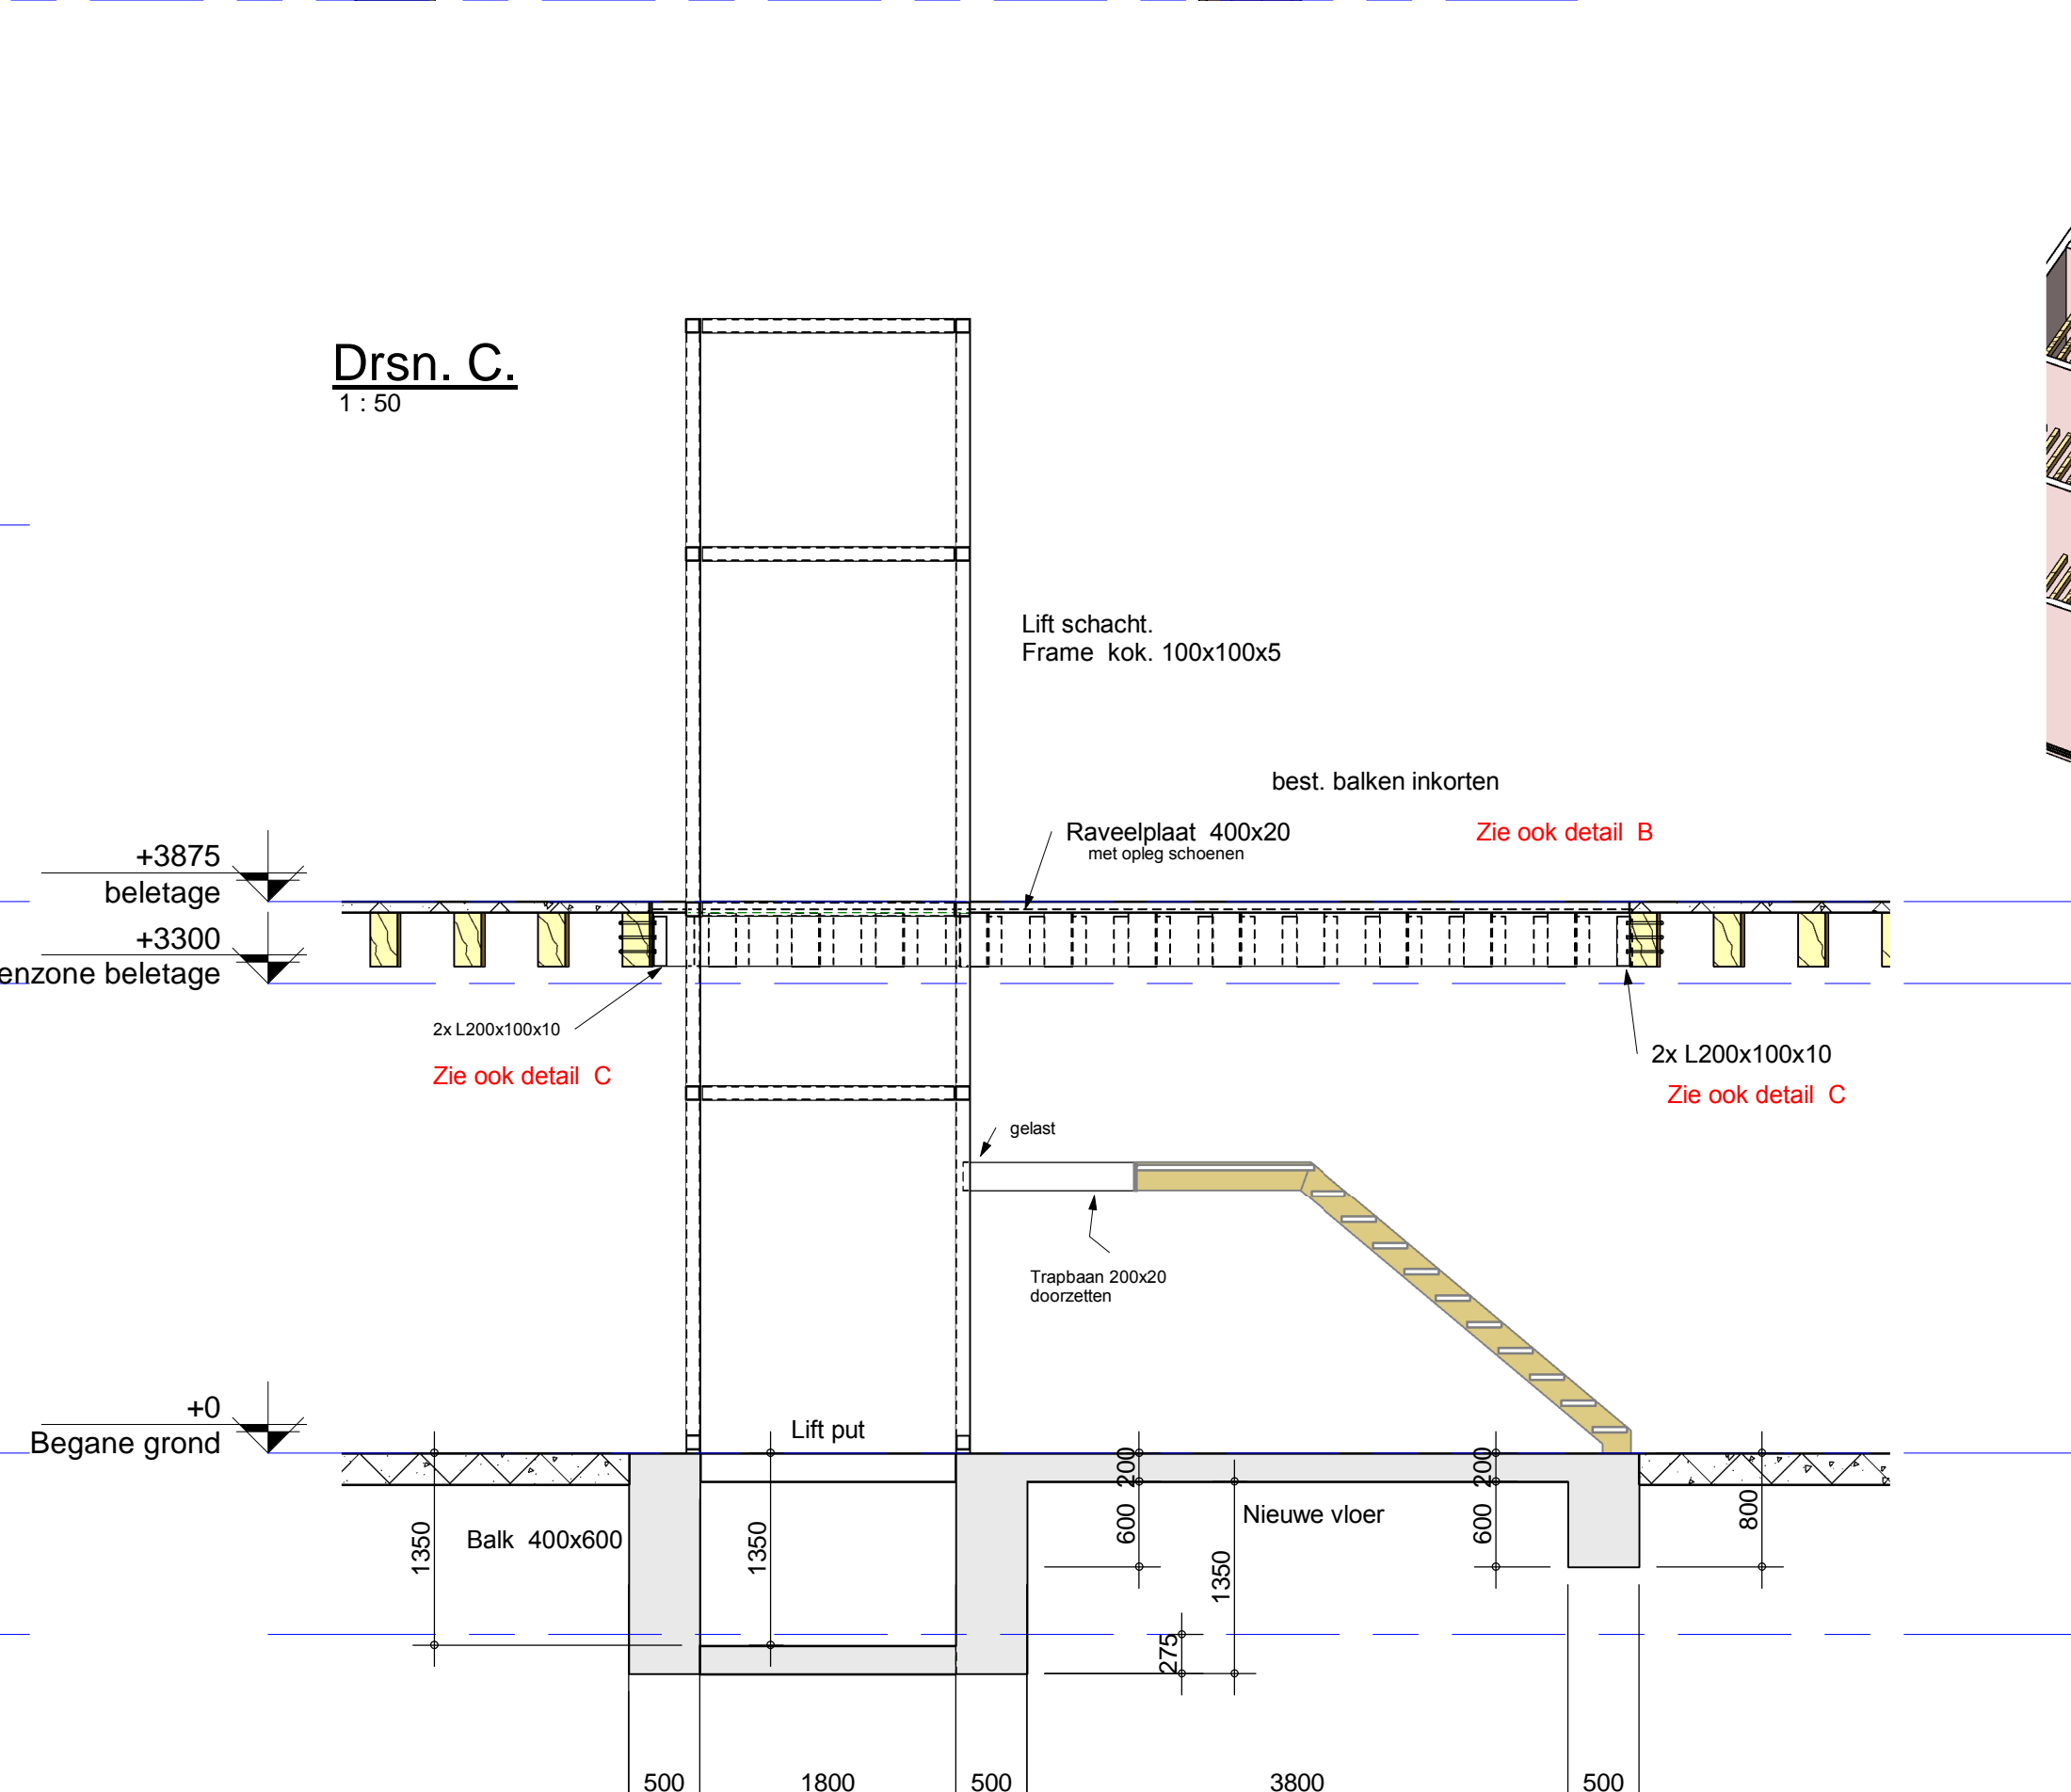 Drsn. C.
1 : 50
Lift schacht.
Frame kok. 100x100x5
best. balken inkorten
Raveelplaat 400x20
met opleg schoenen
Zie ook detail B
+3875
beletage
+3300
enzone beletage
2x L200x100x10
Zie ook detail C
2x L200x100x10
Zie ook detail C
gelast
Trapbaan 200x20
doorzetten
+0
Begane grond
Lift put
Balk 400x600
Nieuwe vloer
1350
1350
200
600
1350
275
200
600
800
500
1800
500
3800
500